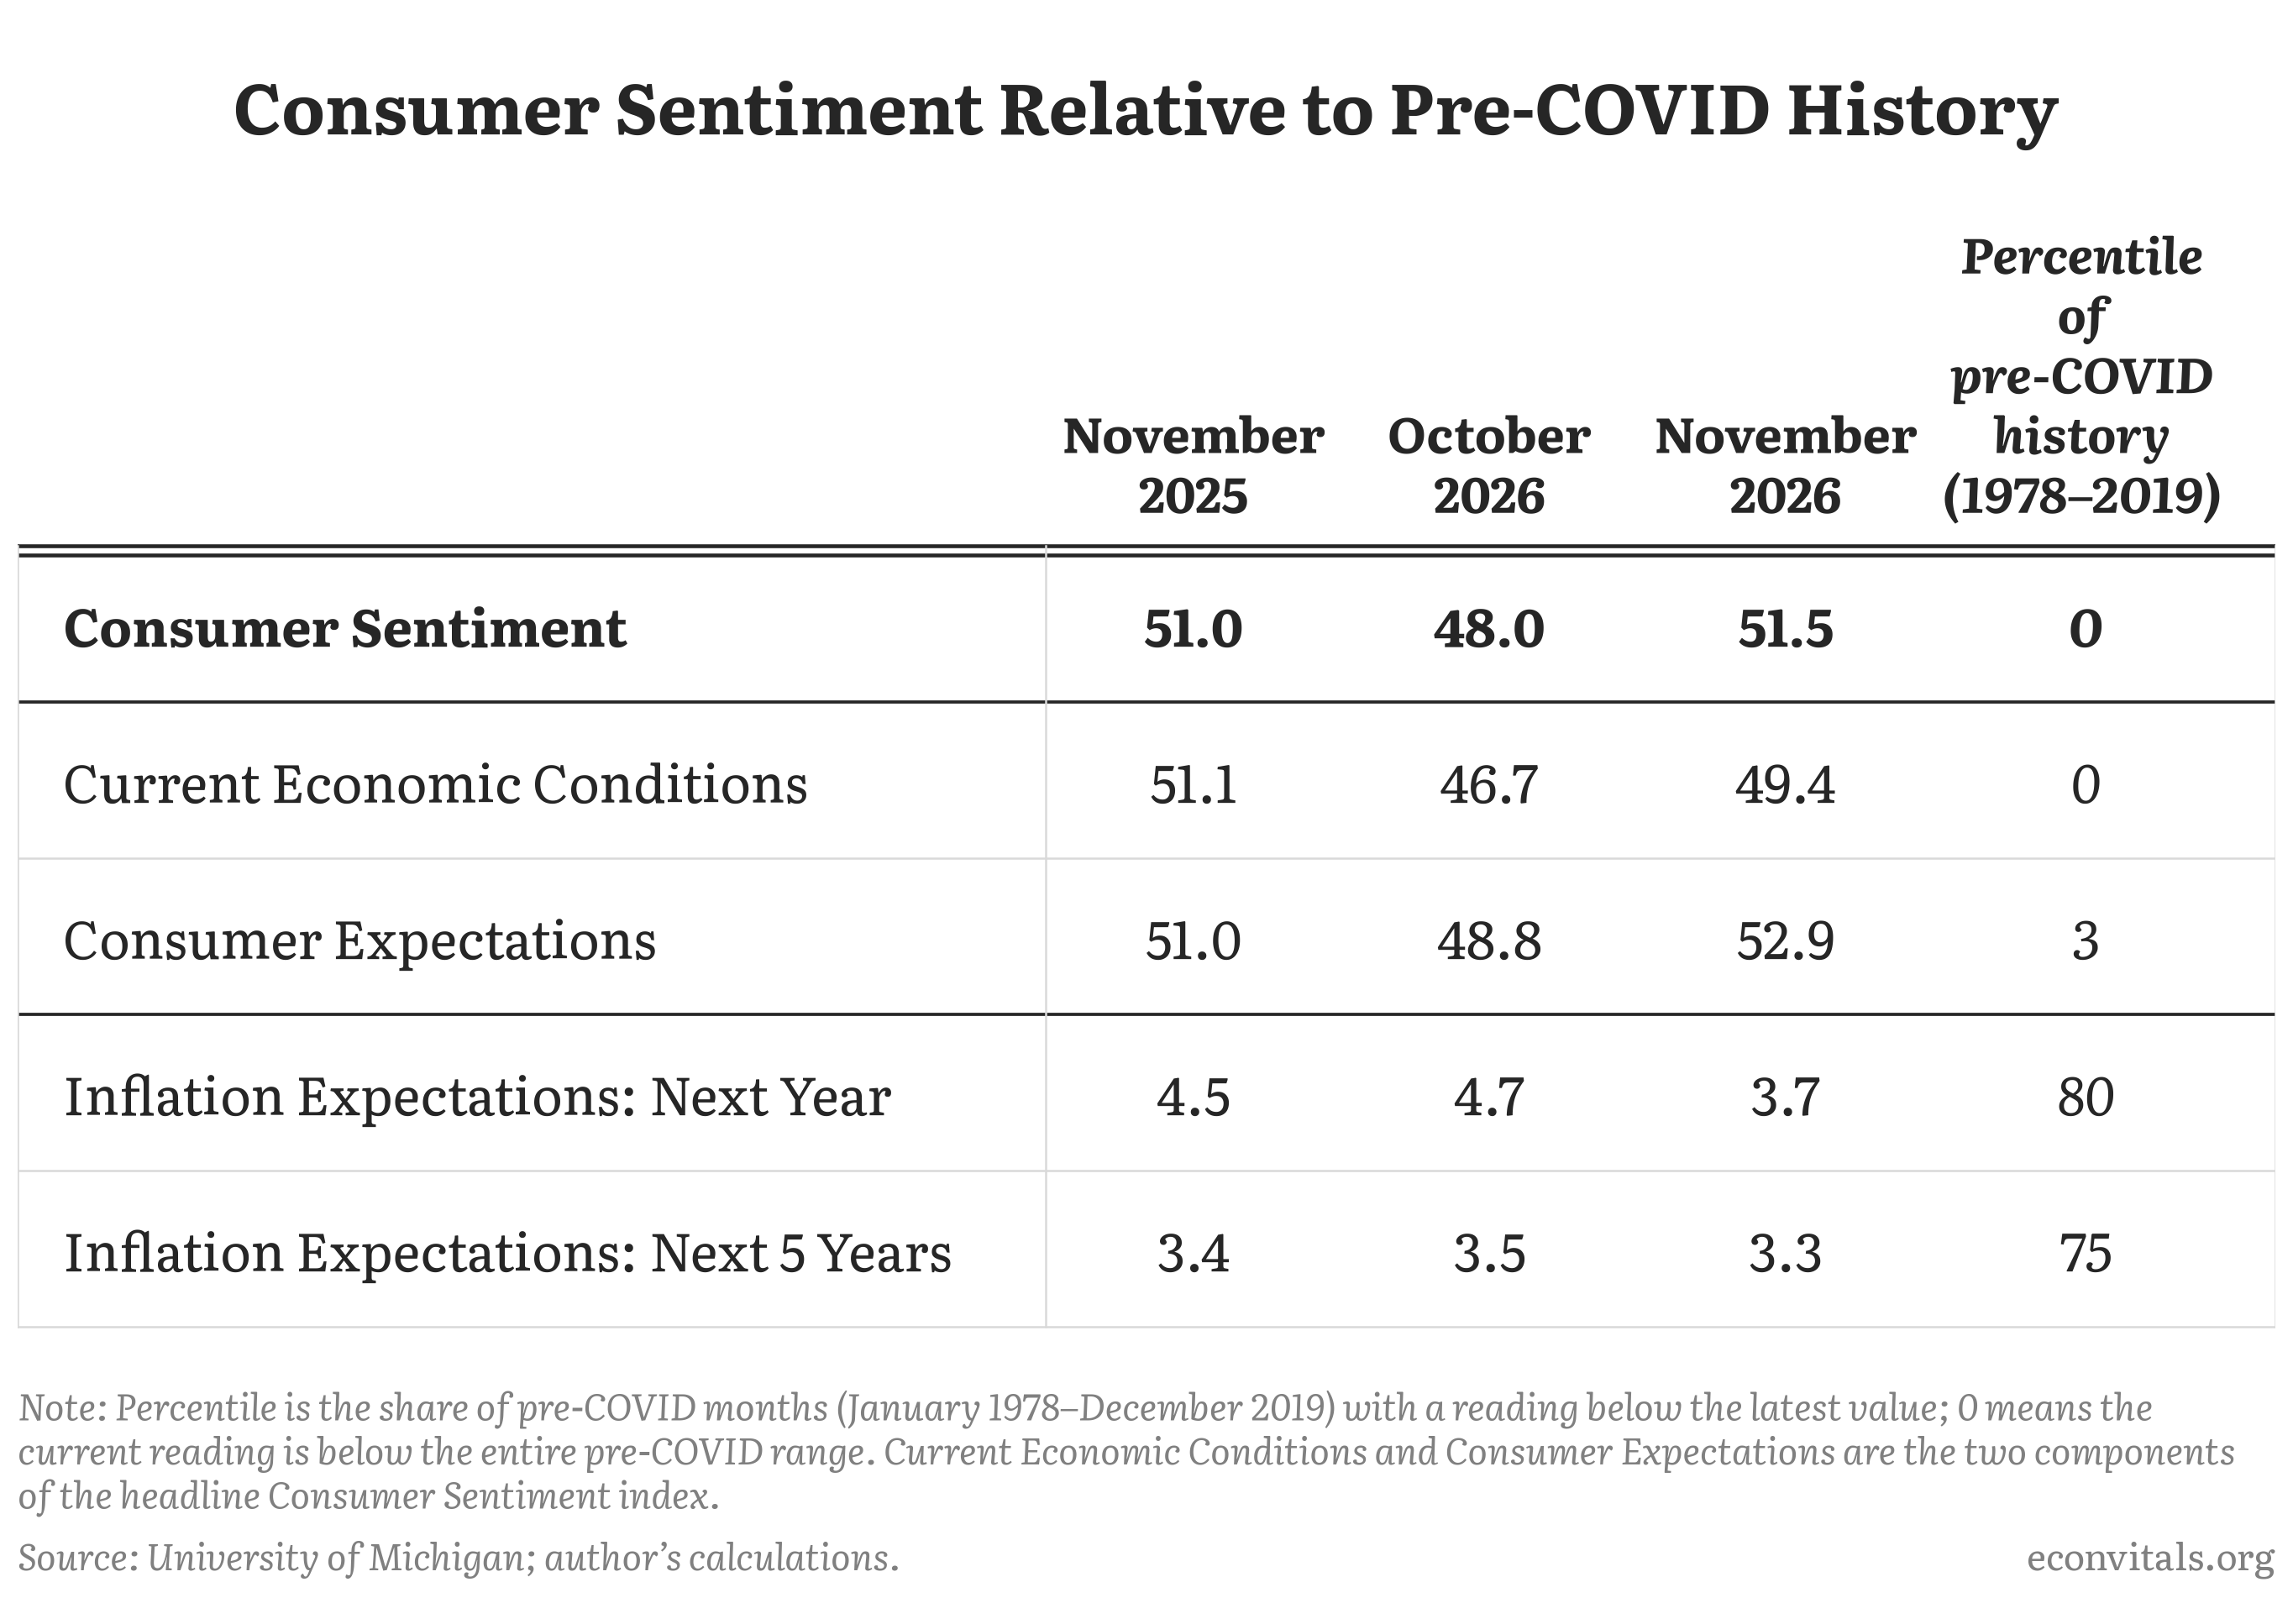 Consumer Sentiment Relative to Pre-COVID History
Percentile
of
pre-COVID
November October November history
2025 2026 2026 (1978–2019)
Consumer Sentiment 51.0 48.0 51.5 0
Current Economic Conditions 51.1 46.7 49.4 0
Consumer Expectations 51.0 48.8 52.9 3
Inflation Expectations: Next Year 4.5 4.7 3.7 80
Inflation Expectations: Next 5 Years 3.4 3.5 3.3 75
Note: Percentile is the share of pre-COVID months (January 1978–December 2019) with a reading below the latest value; 0 means the
current reading is below the entire pre-COVID range. Current Economic Conditions and Consumer Expectations are the two components
of the headline Consumer Sentiment index.
Source: University of Michigan; author’s calculations. econvitals.org